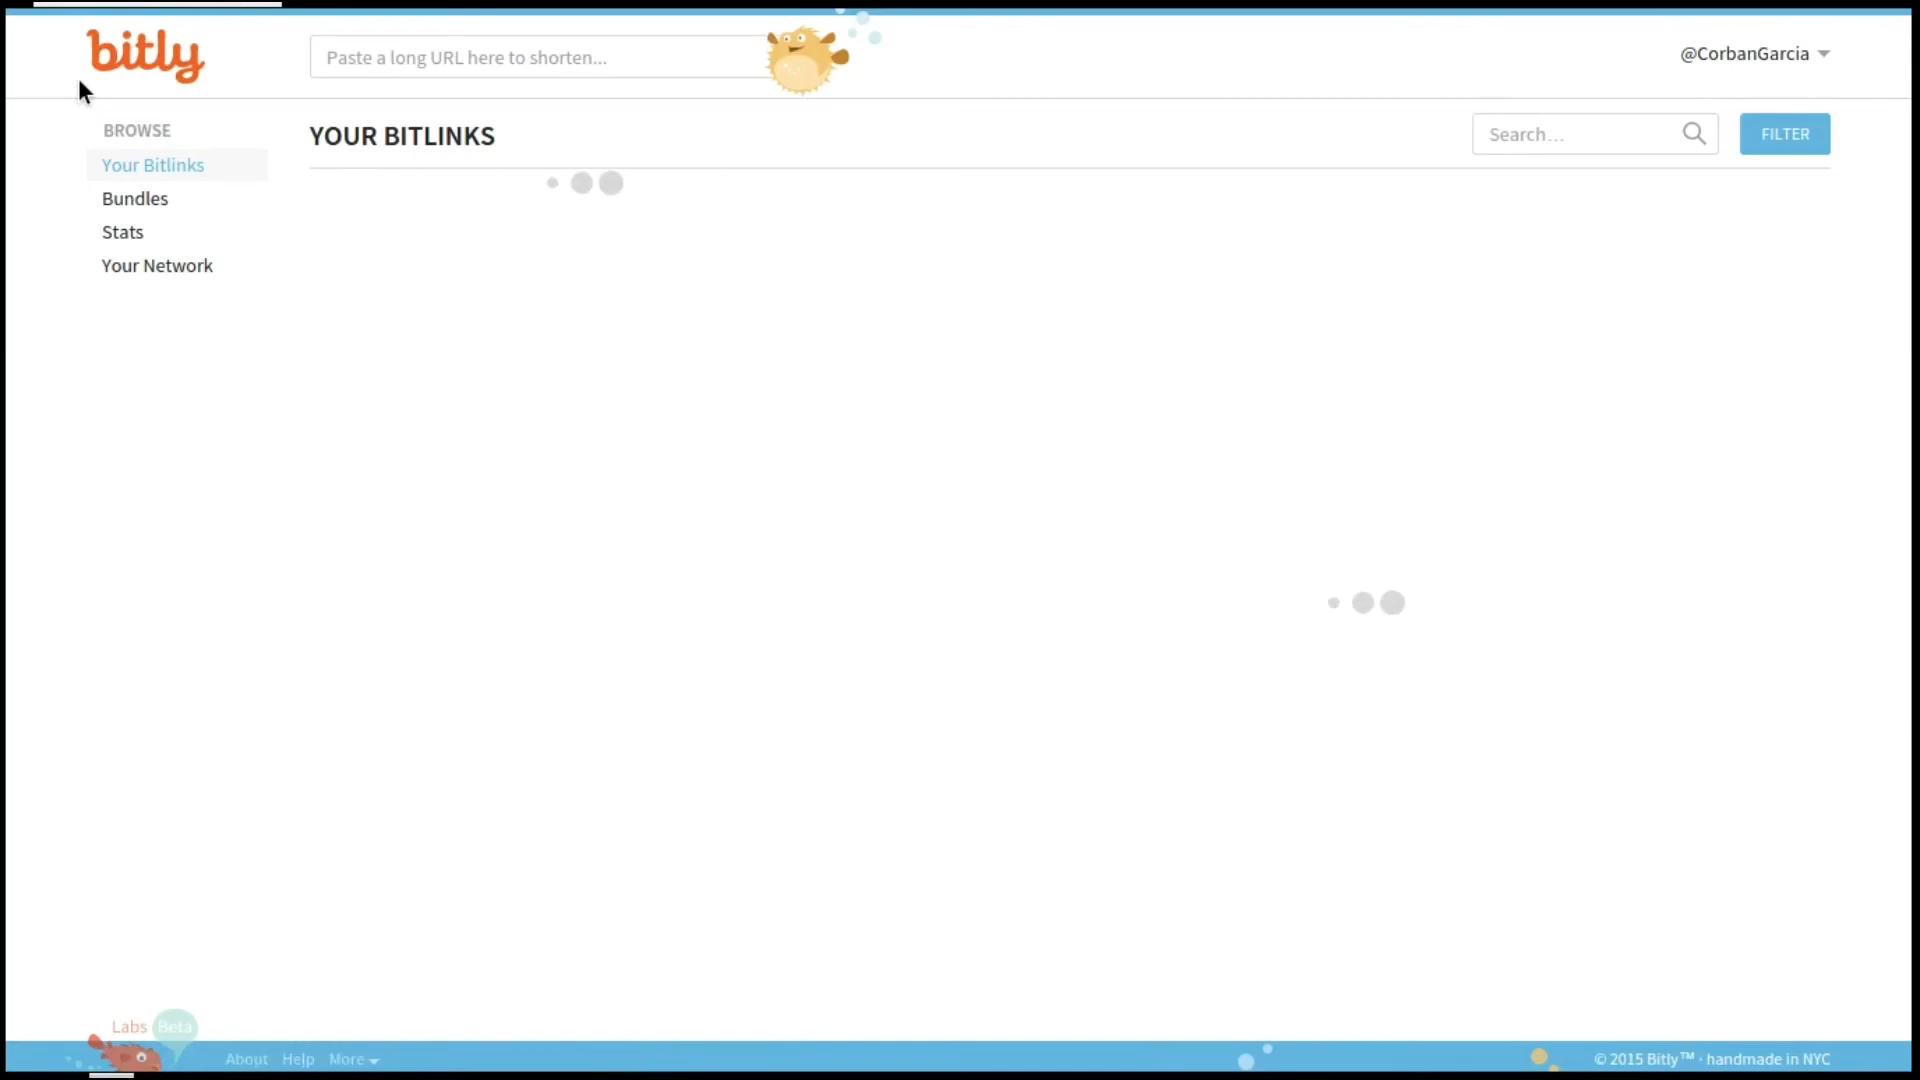 bitly
Paste a long URL here to shorten...
@CorbanGarcia
BROWSE
Your Bitlinks
Bundles
Stats
Your Network
YOUR BITLINKS
Search...
FILTER
Labs Beta
About Help More
© 2015 Bitly™ · handmade in NYC